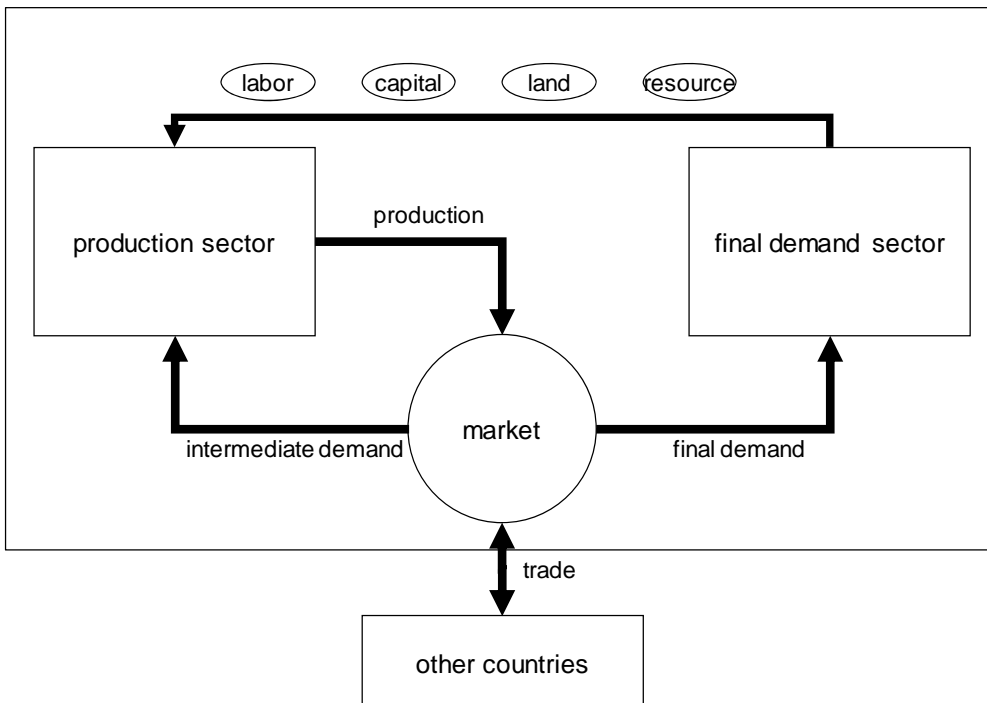 labor
capital
land
resource
production
production sector
final demand sector
market
intermediate demand
final demand
trade
other countries